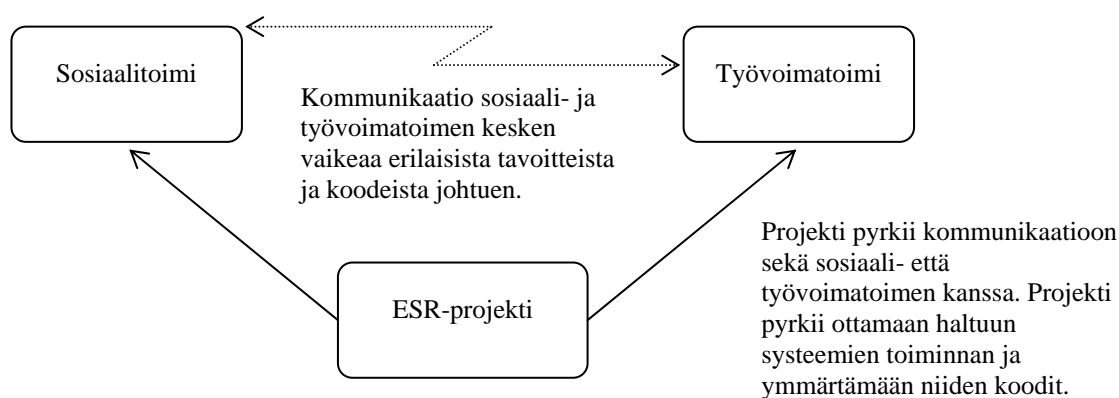 Sosiaalitoimi
Työvoimatoimi
Kommunikaatio sosiaali- ja
työvoimatoimen kesken
vaikeaa erilaisista tavoitteista
ja koodeista johtuen.
ESR-projekti
Projekti pyrkii kommunikaatioon
sekä sosiaali- että
työvoimatoimen kanssa. Projekti
pyrkii ottamaan haltuun
systeemien toiminnan ja
ymmärtämään niiden koodit.